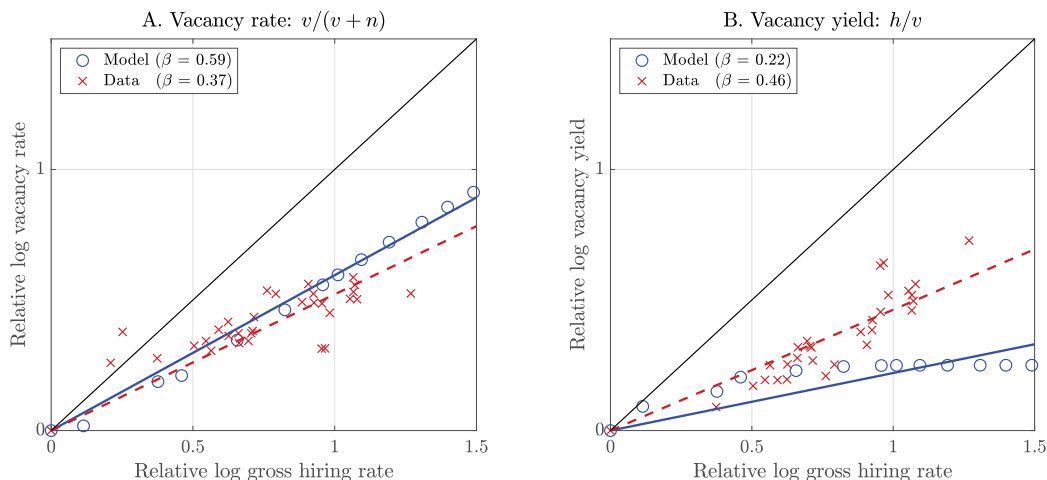 A. Vacancy rate: v/(v + n)
Model (β = 0.59)
Data (β = 0.37)
Relative log vacancy rate
1
0
0 0.5 1 1.5
Relative log gross hiring rate
B. Vacancy yield: h/v
Model (β = 0.22)
Data (β = 0.46)
Relative log vacancy yield
1
0
0 0.5 1 1.5
Relative log gross hiring rate